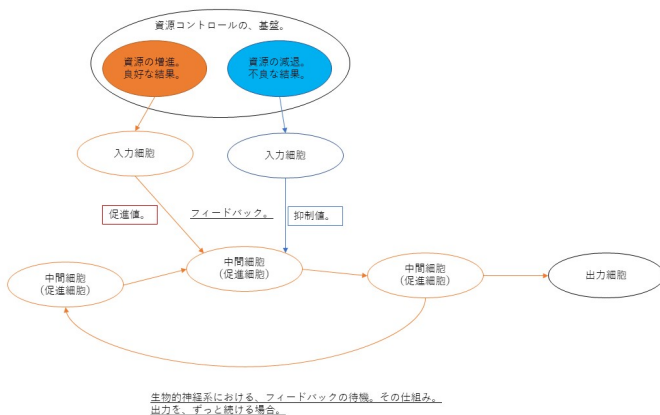 資源コントロールの、基盤。
資源の増進。
良好な結果。
資源の減退。
不良な結果。
入力細胞
入力細胞
促進値。
フィードバック。
抑制値。
中間細胞
(促進細胞)
中間細胞
(促進細胞)
中間細胞
(促進細胞)
出力細胞
生物的神経系における、フィードバックの待機。その仕組み。
出力を、ずっと続ける場合。